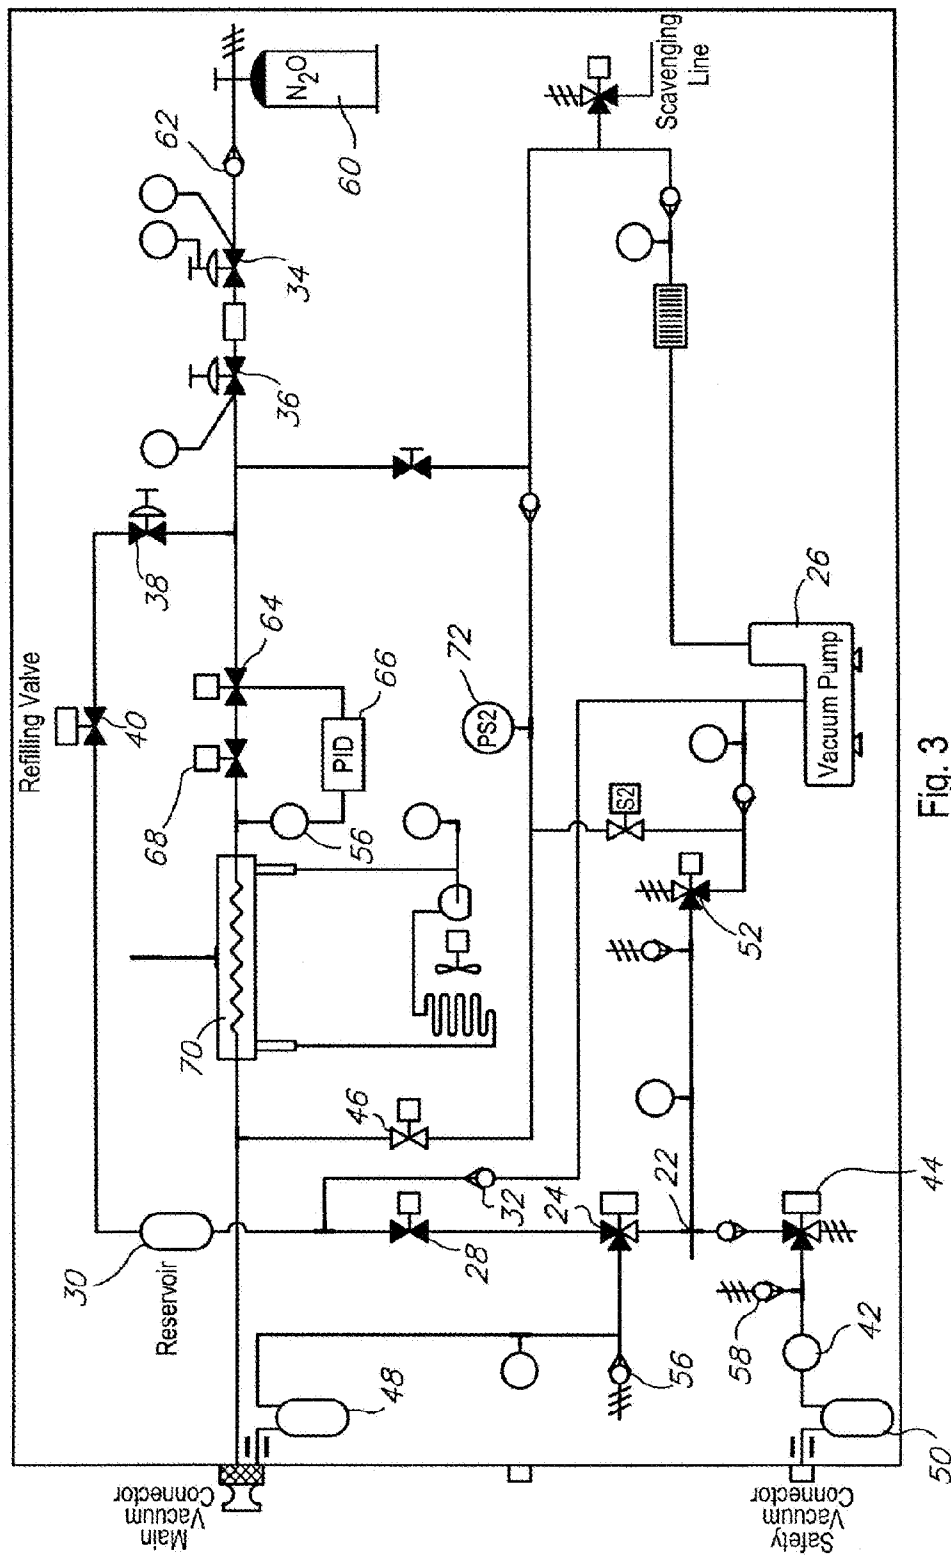 N2O
60
62
34
36
38
40
Refilling Valve
64
66
PID
68
56
70
72
PS2
Scavenging
Line
26
Vacuum Pump
S2
52
46
32
24
22
28
30
Reservoir
44
58
42
56
48
50
Main
Vacuum
Connector
Safety
Vacuum
Connector
Fig. 3